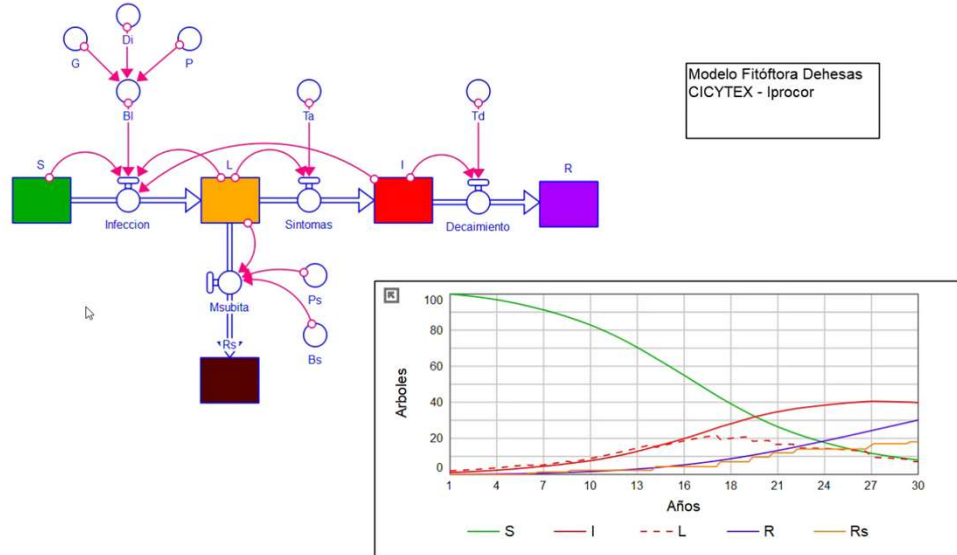 Di
G
P
Bl
Ta
Td
S
L
I
R
Infeccion
Sintomas
Decaimiento
Msubita
Ps
Rs
Bs
Modelo Fitóftora Dehesas
CICYTEX - Iprocor
100
80
60
40
20
0
Arboles
1 4 7 10 13 16 18 21 24 27 30
Años
S I L R Rs